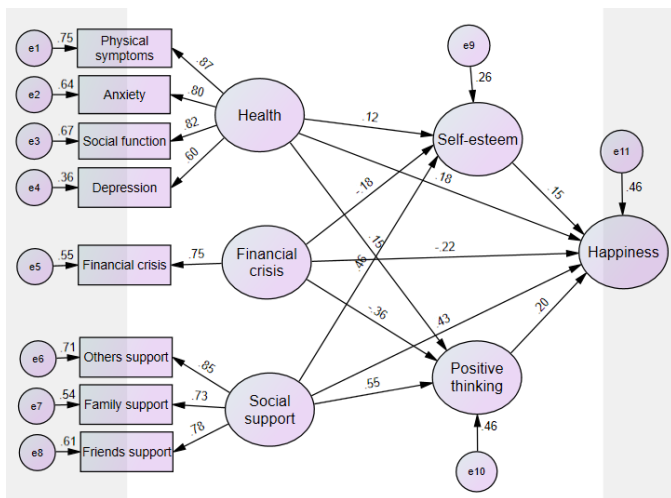 e1
.75
Physical
symptoms
.87
e2
.64
Anxiety
.80
e3
.67
Social function
.82
e4
.36
Depression
.60
Health
e9
.26
Self-esteem
.12
-.18
.18
.15
.46
.15
e11
.46
Happiness
e5
.55
Financial crisis
.75
Financial
crisis
-.22
-.36
.43
.20
e6
.71
Others support
.85
e7
.54
Family support
.73
e8
.61
Friends support
.78
Social
support
.55
Positive
thinking
.46
e10